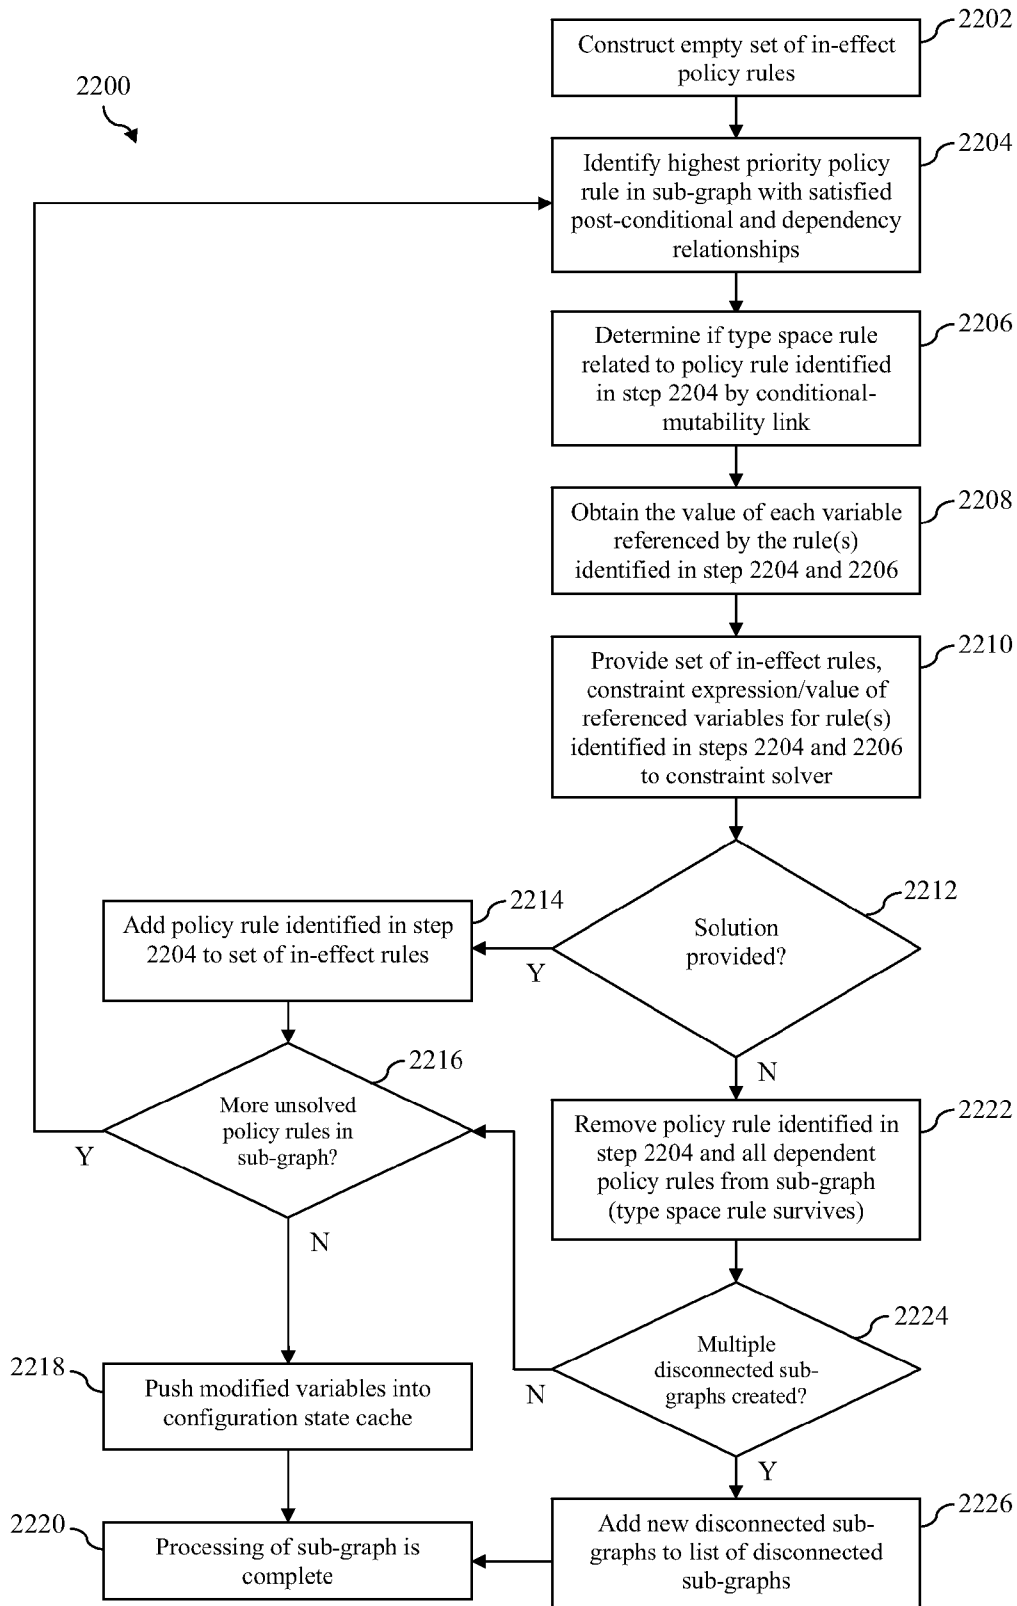 2202
Construct empty set of in-effect
policy rules
2200
2204
Identify highest priority policy
rule in sub-graph with satisfied
post-conditional and dependency
relationships
2206
Determine if type space rule
related to policy rule identified
in step 2204 by conditional-
mutability link
2208
Obtain the value of each variable
referenced by the rule(s)
identified in step 2204 and 2206
2210
Provide set of in-effect rules,
constraint expression/value of
referenced variables for rule(s)
identified in steps 2204 and 2206
to constraint solver
2212
Solution
provided?
Y
N
2214
Add policy rule identified in step
2204 to set of in-effect rules
2216
More unsolved
policy rules in
sub-graph?
Y
N
2222
Remove policy rule identified in
step 2204 and all dependent
policy rules from sub-graph
(type space rule survives)
2224
Multiple
disconnected sub-
graphs created?
N
Y
2218
Push modified variables into
configuration state cache
2220
Processing of sub-graph is
complete
2226
Add new disconnected sub-
graphs to list of disconnected
sub-graphs